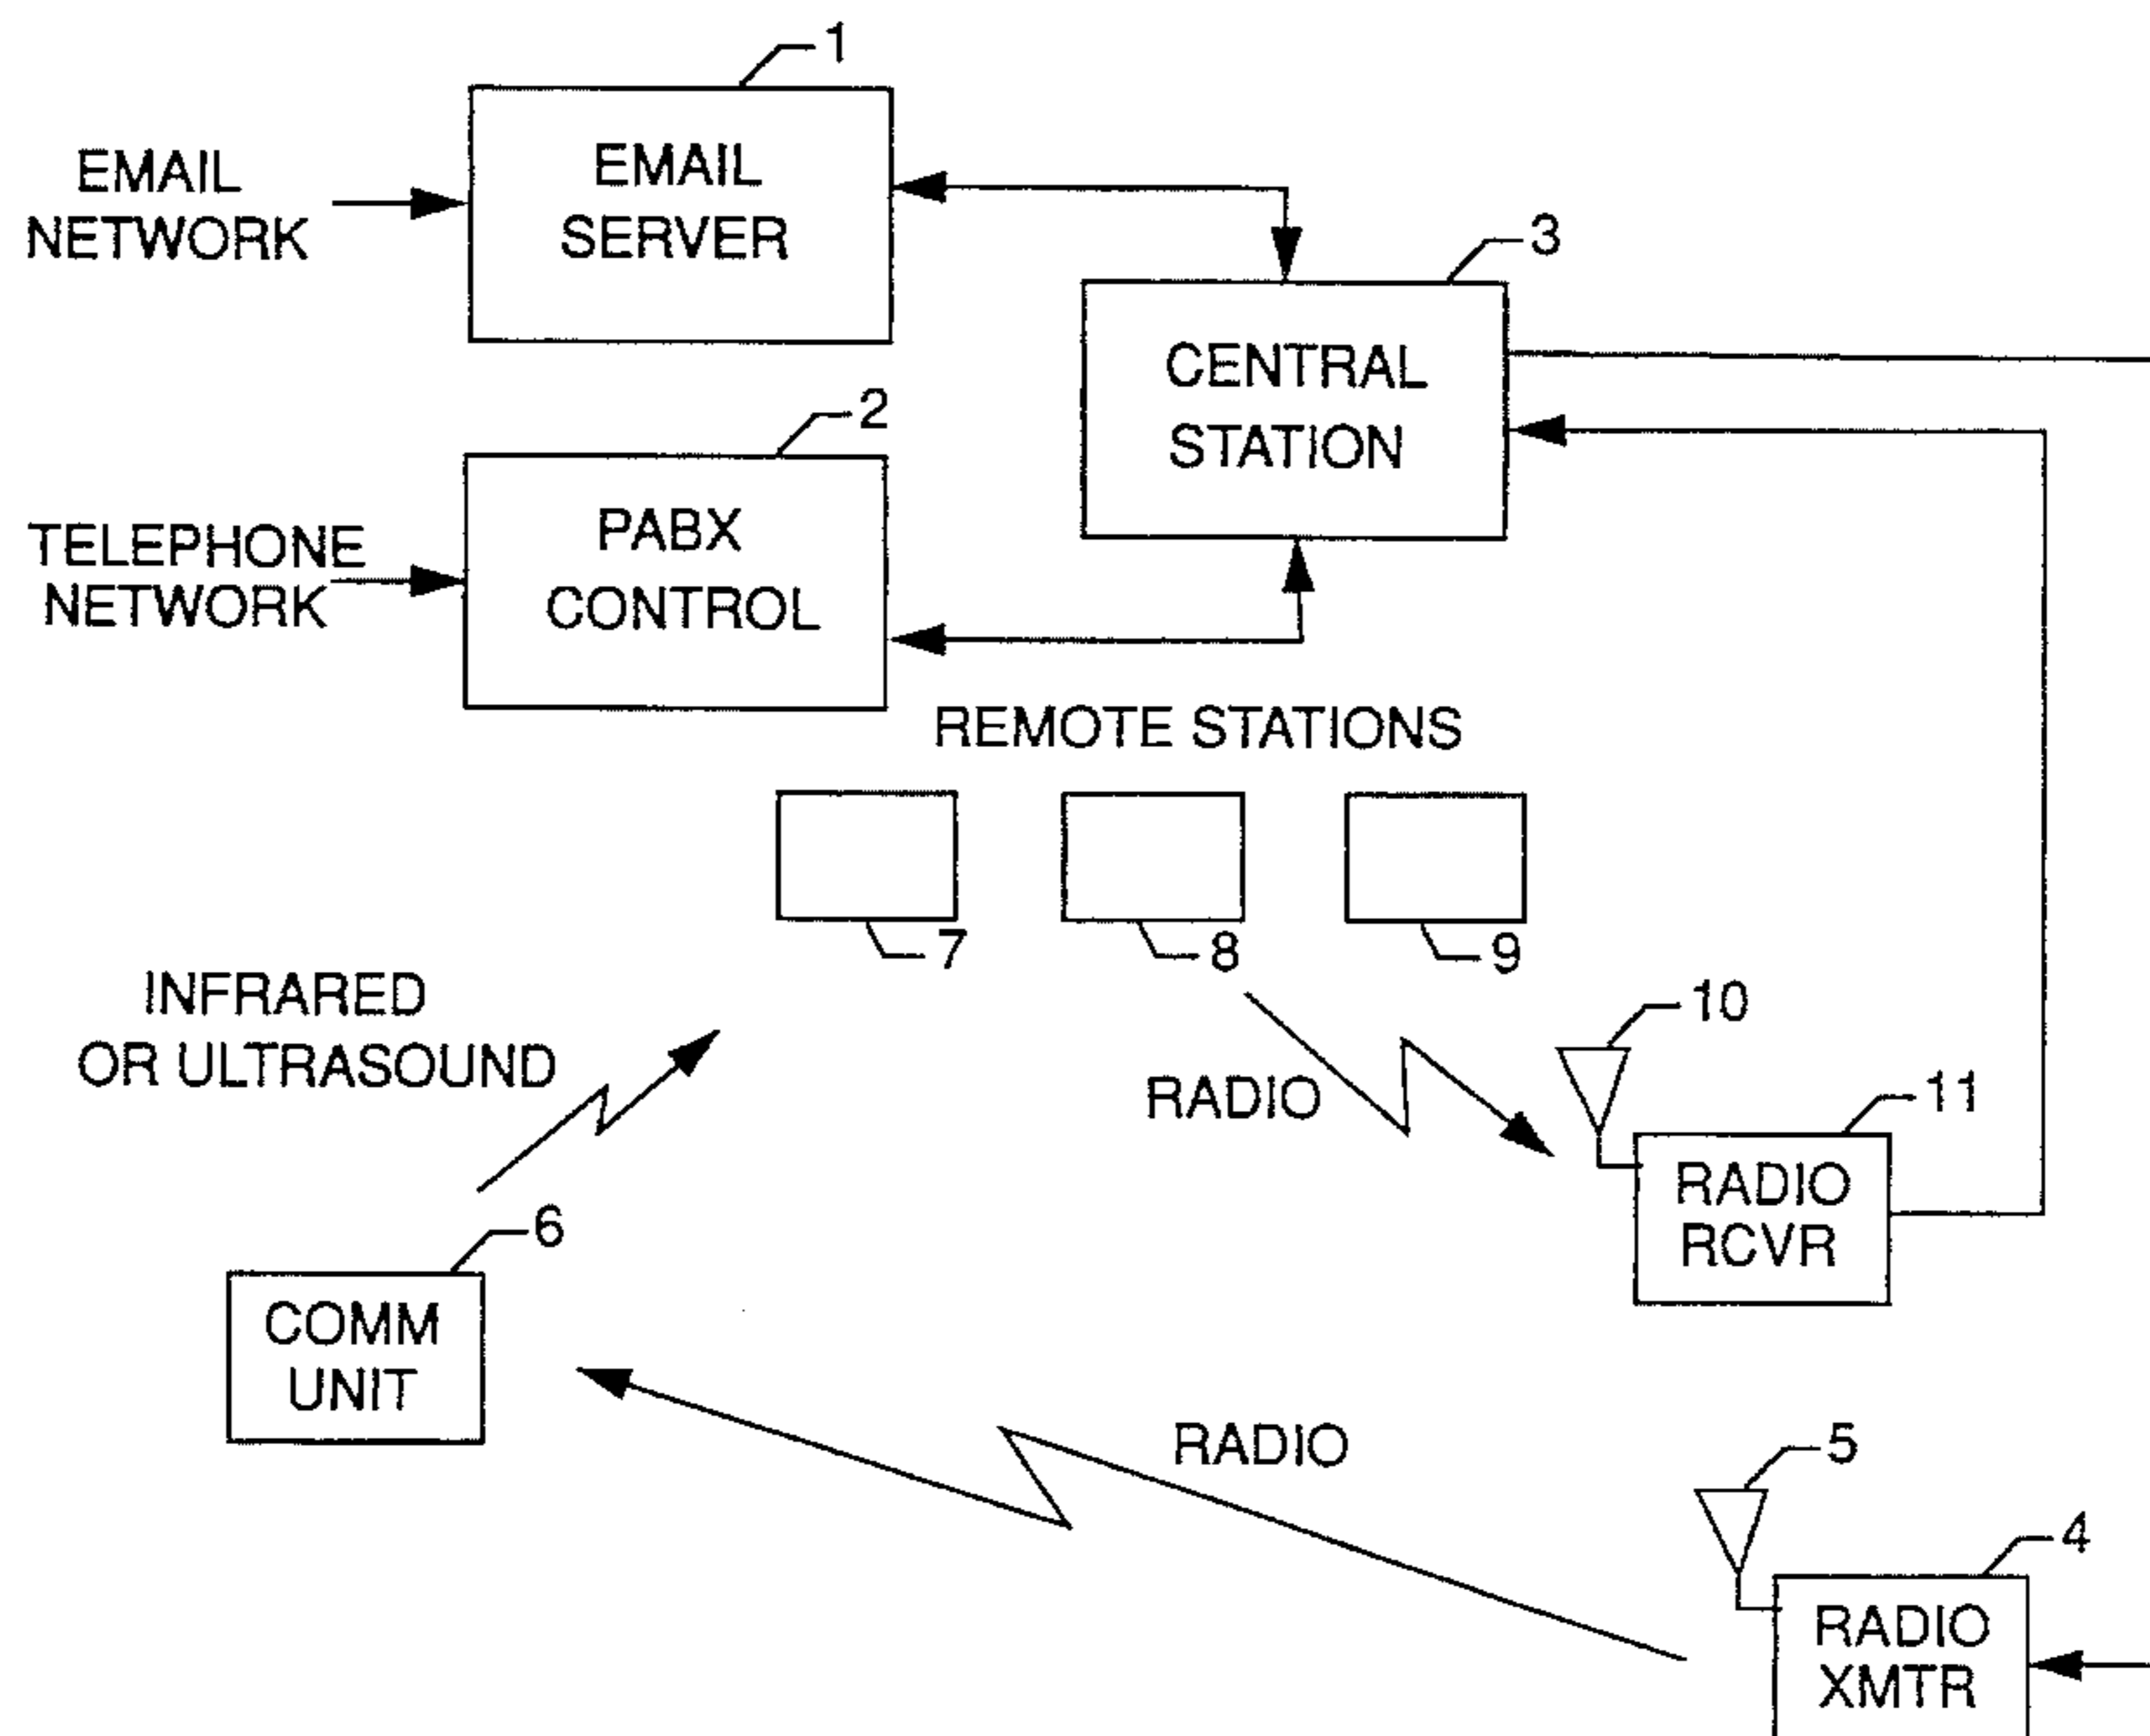 1
EMAIL
NETWORK
EMAIL
SERVER
3
CENTRAL
STATION
2
TELEPHONE
NETWORK
PABX
CONTROL
REMOTE STATIONS
7
8
9
INFRARED
OR ULTRASOUND
RADIO
10
11
RADIO
RCVR
6
COMM
UNIT
RADIO
5
4
RADIO
XMTR